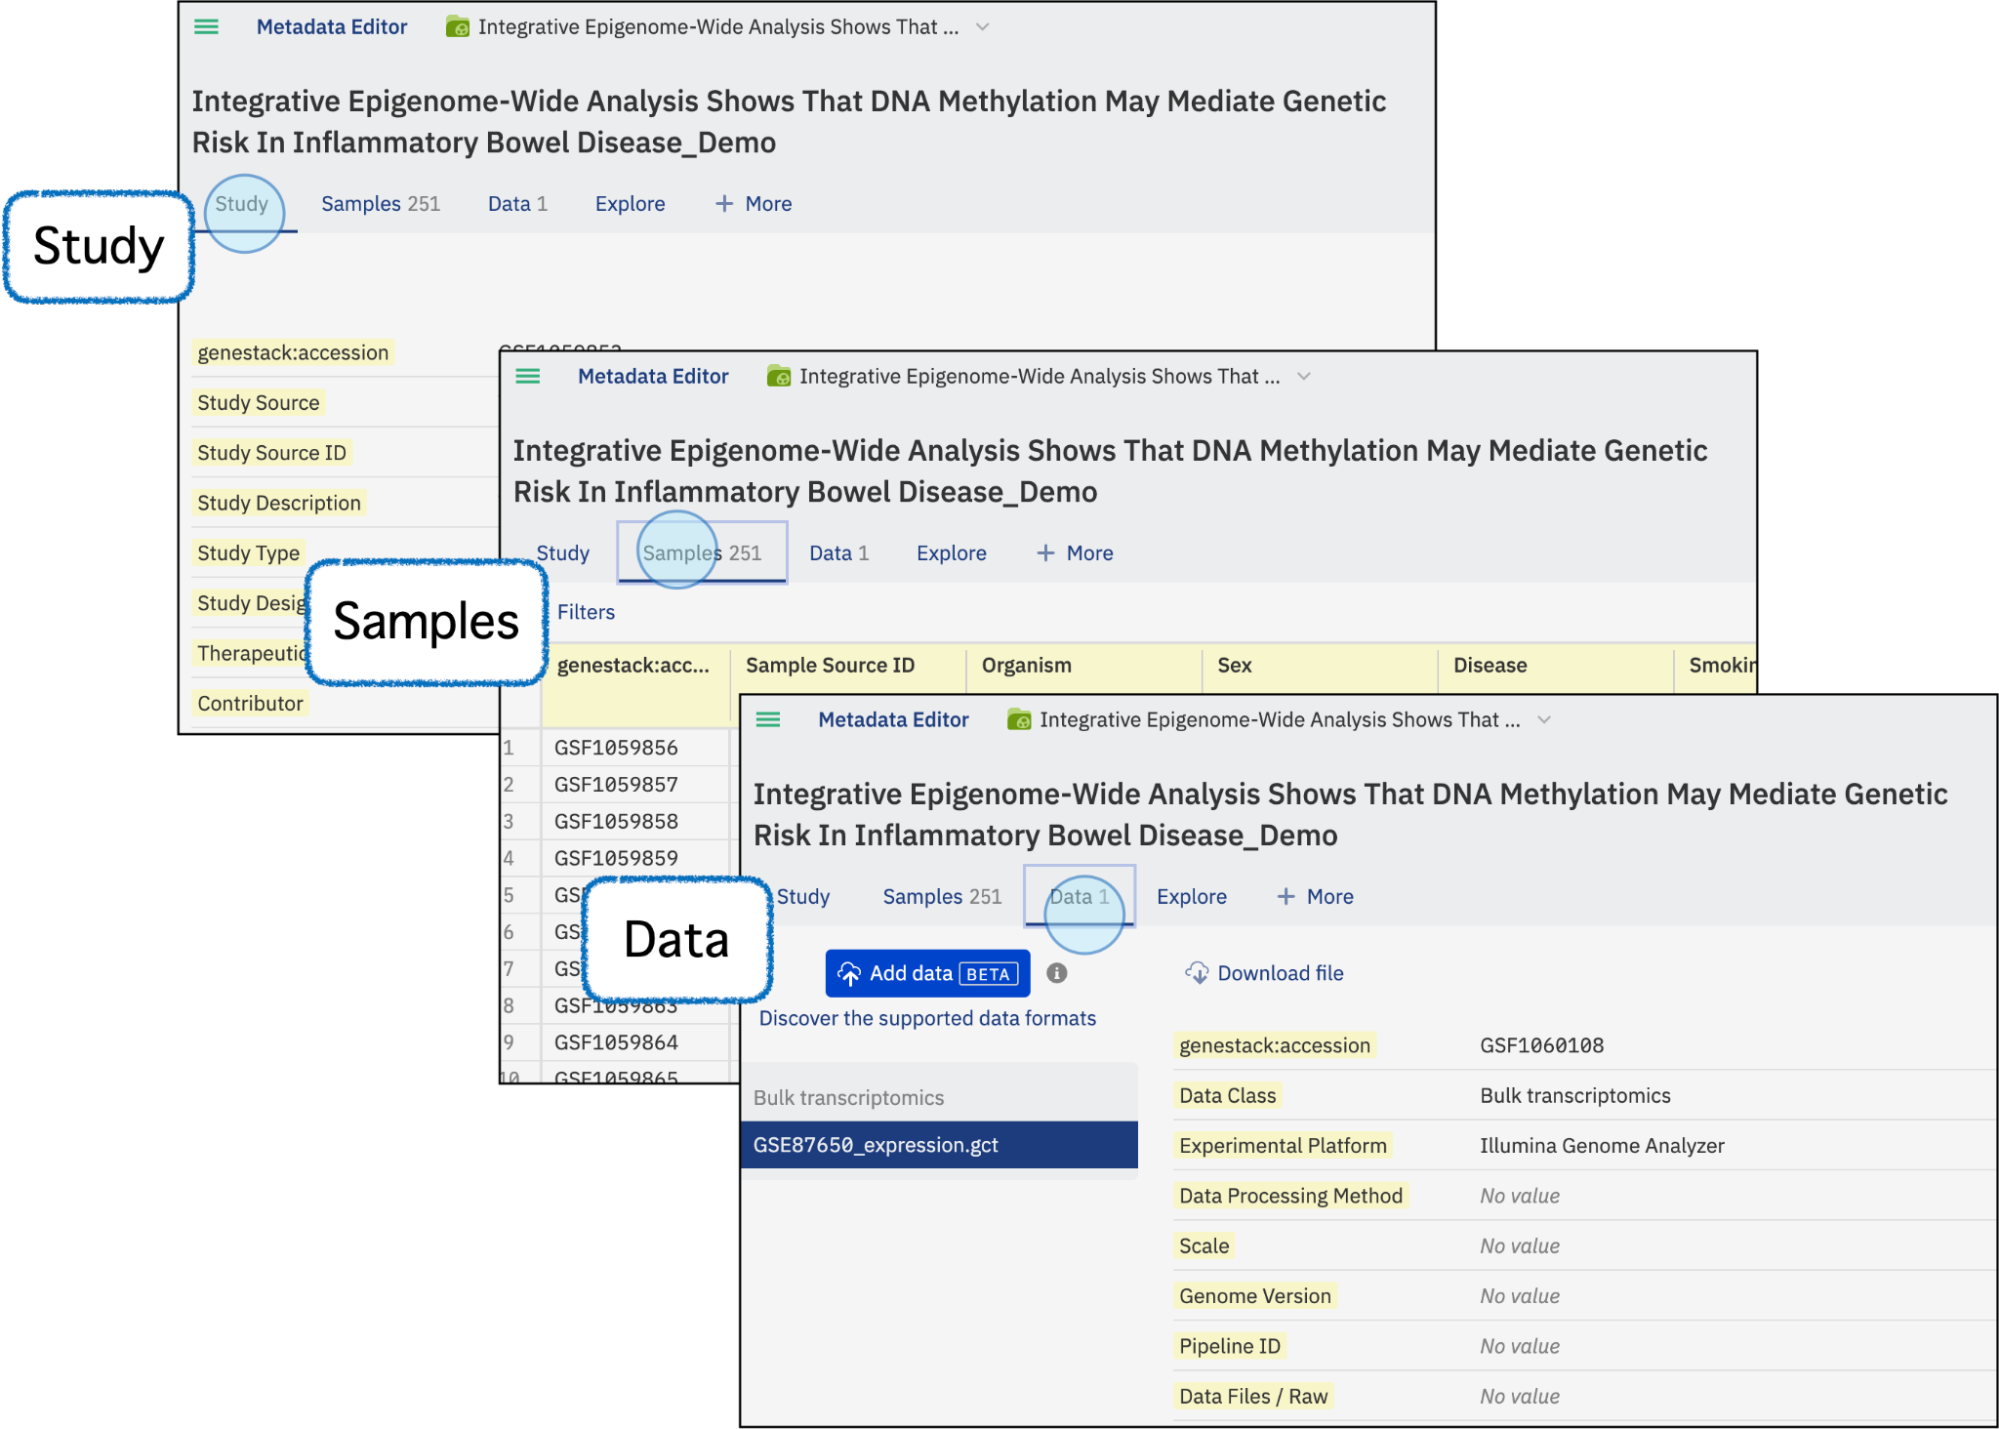 Metadata Editor Integrative Epigenome-Wide Analysis Shows That ...
Integrative Epigenome-Wide Analysis Shows That DNA Methylation May Mediate Genetic
Risk In Inflammatory Bowel Disease_Demo
Study Samples 251 Data 1 Explore + More
Study
genestack:accession
Study Source
Study Source ID
Study Description
Study Type
Study Desig
Therapeutic
Contributor
Metadata Editor Integrative Epigenome-Wide Analysis Shows That ...
Integrative Epigenome-Wide Analysis Shows That DNA Methylation May Mediate Genetic
Risk In Inflammatory Bowel Disease_Demo
Study Samples 251 Data 1 Explore + More
Samples
Filters
genestack:acc... Sample Source ID Organism Sex Disease Smokin
1 GSF1059856
2 GSF1059857
3 GSF1059858
4 GSF1059859
5 GS
6 GS
7 GS
8 GSF1059863
9 GSF1059864
10 GSF1059865
Metadata Editor Integrative Epigenome-Wide Analysis Shows That ...
Integrative Epigenome-Wide Analysis Shows That DNA Methylation May Mediate Genetic
Risk In Inflammatory Bowel Disease_Demo
Study Samples 251 Data 1 Explore + More
Data
Add data BETA
Discover the supported data formats
Bulk transcriptomics
GSE87650_expression.gct
Download file
genestack:accession GSF1060108
Data Class Bulk transcriptomics
Experimental Platform Illumina Genome Analyzer
Data Processing Method No value
Scale No value
Genome Version No value
Pipeline ID No value
Data Files / Raw No value